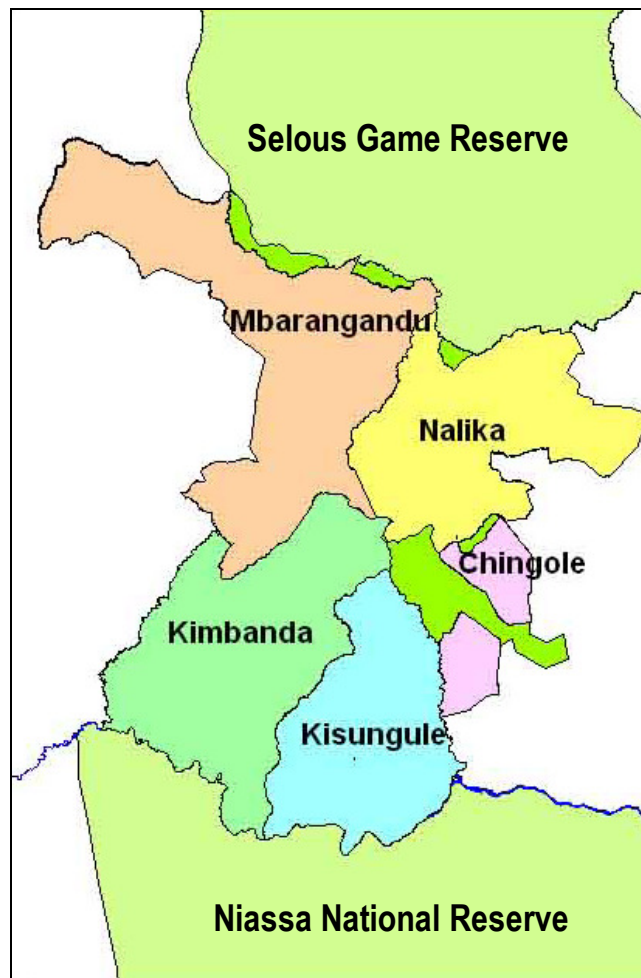 Selous Game Reserve
Mbarangandu
Nalika
Chingole
Kimbanda
Kisungule
Niassa National Reserve